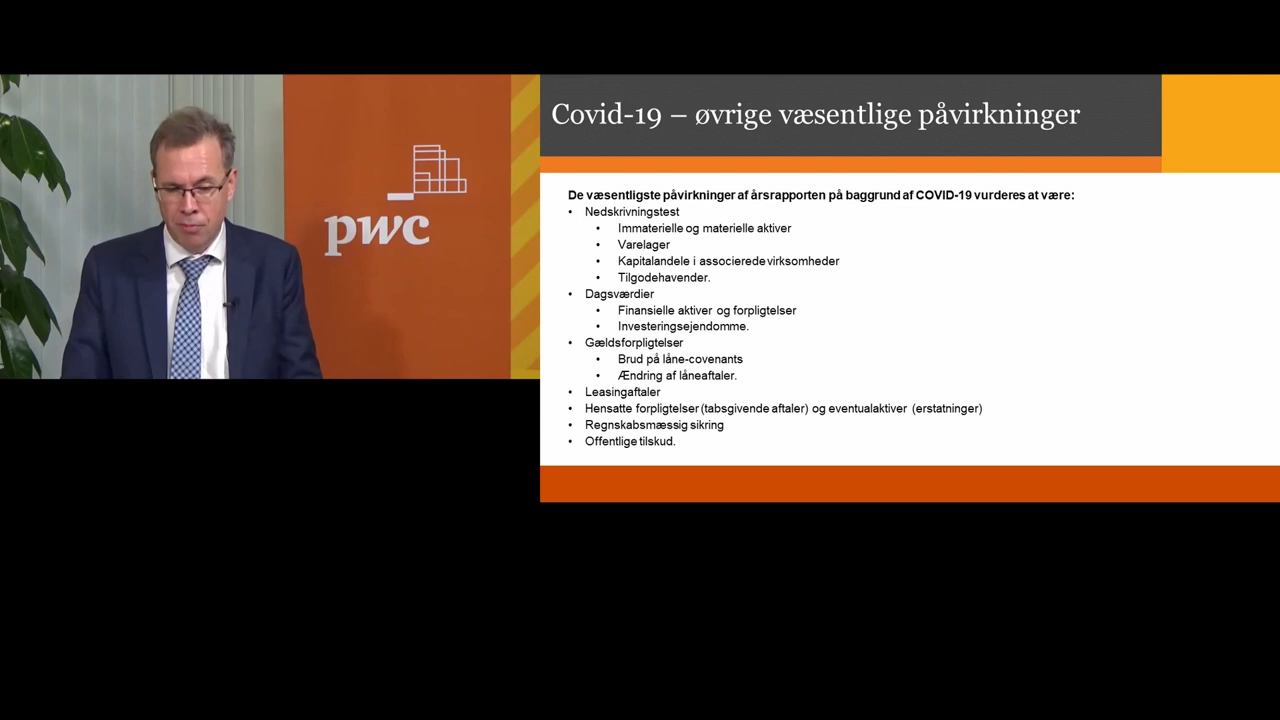 pwc
Covid-19 – øvrige væsentlige påvirkninger
De væsentligste påvirkninger af årsrapporten på baggrund af COVID-19 vurderes at være:
• Nedskrivningstest
• Immaterielle og materielle aktiver
• Varelager
• Kapitalandele i associerede virksomheder
• Tilgodehavender.
• Dagsværdier
• Finansielle aktiver og forpligtelser
• Investeringsejendomme.
• Gældsforpligtelser
• Brud på låne-covenants
• Ændring af låneaftaler.
• Leasingaftaler
• Hensatte forpligtelser (tabsgivende aftaler) og eventualaktiver (erstatninger)
• Regnskabsmæssig sikring
• Offentlige tilskud.